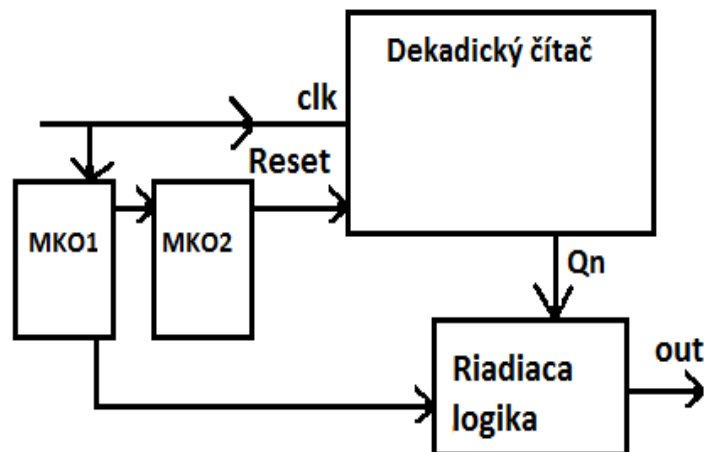 Dekadický čítač
clk
Reset
MKO1
MKO2
Qn
Riadiaca
logika
out